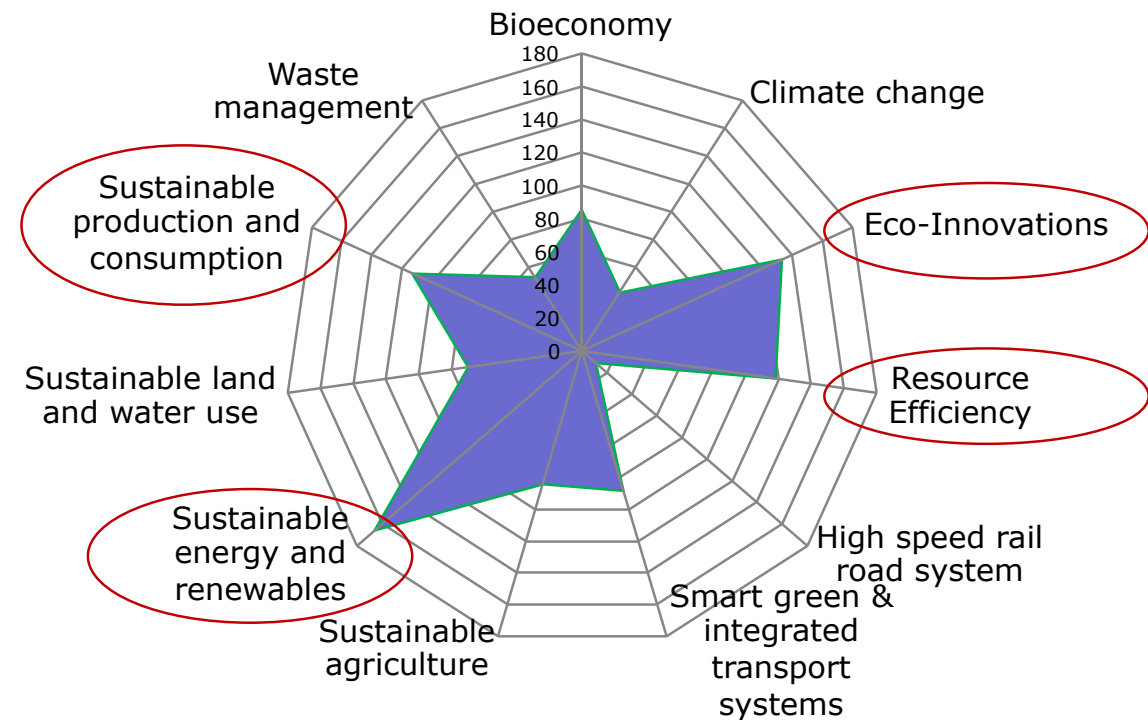 Bioeconomy
180
160
140
120
100
80
60
40
20
0
Climate change
Eco-Innovations
Resource
Efficiency
High speed rail
road system
Smart green &
integrated
transport
systems
Sustainable
agriculture
Sustainable
energy and
renewables
Sustainable land
and water use
Sustainable
production and
consumption
Waste
management